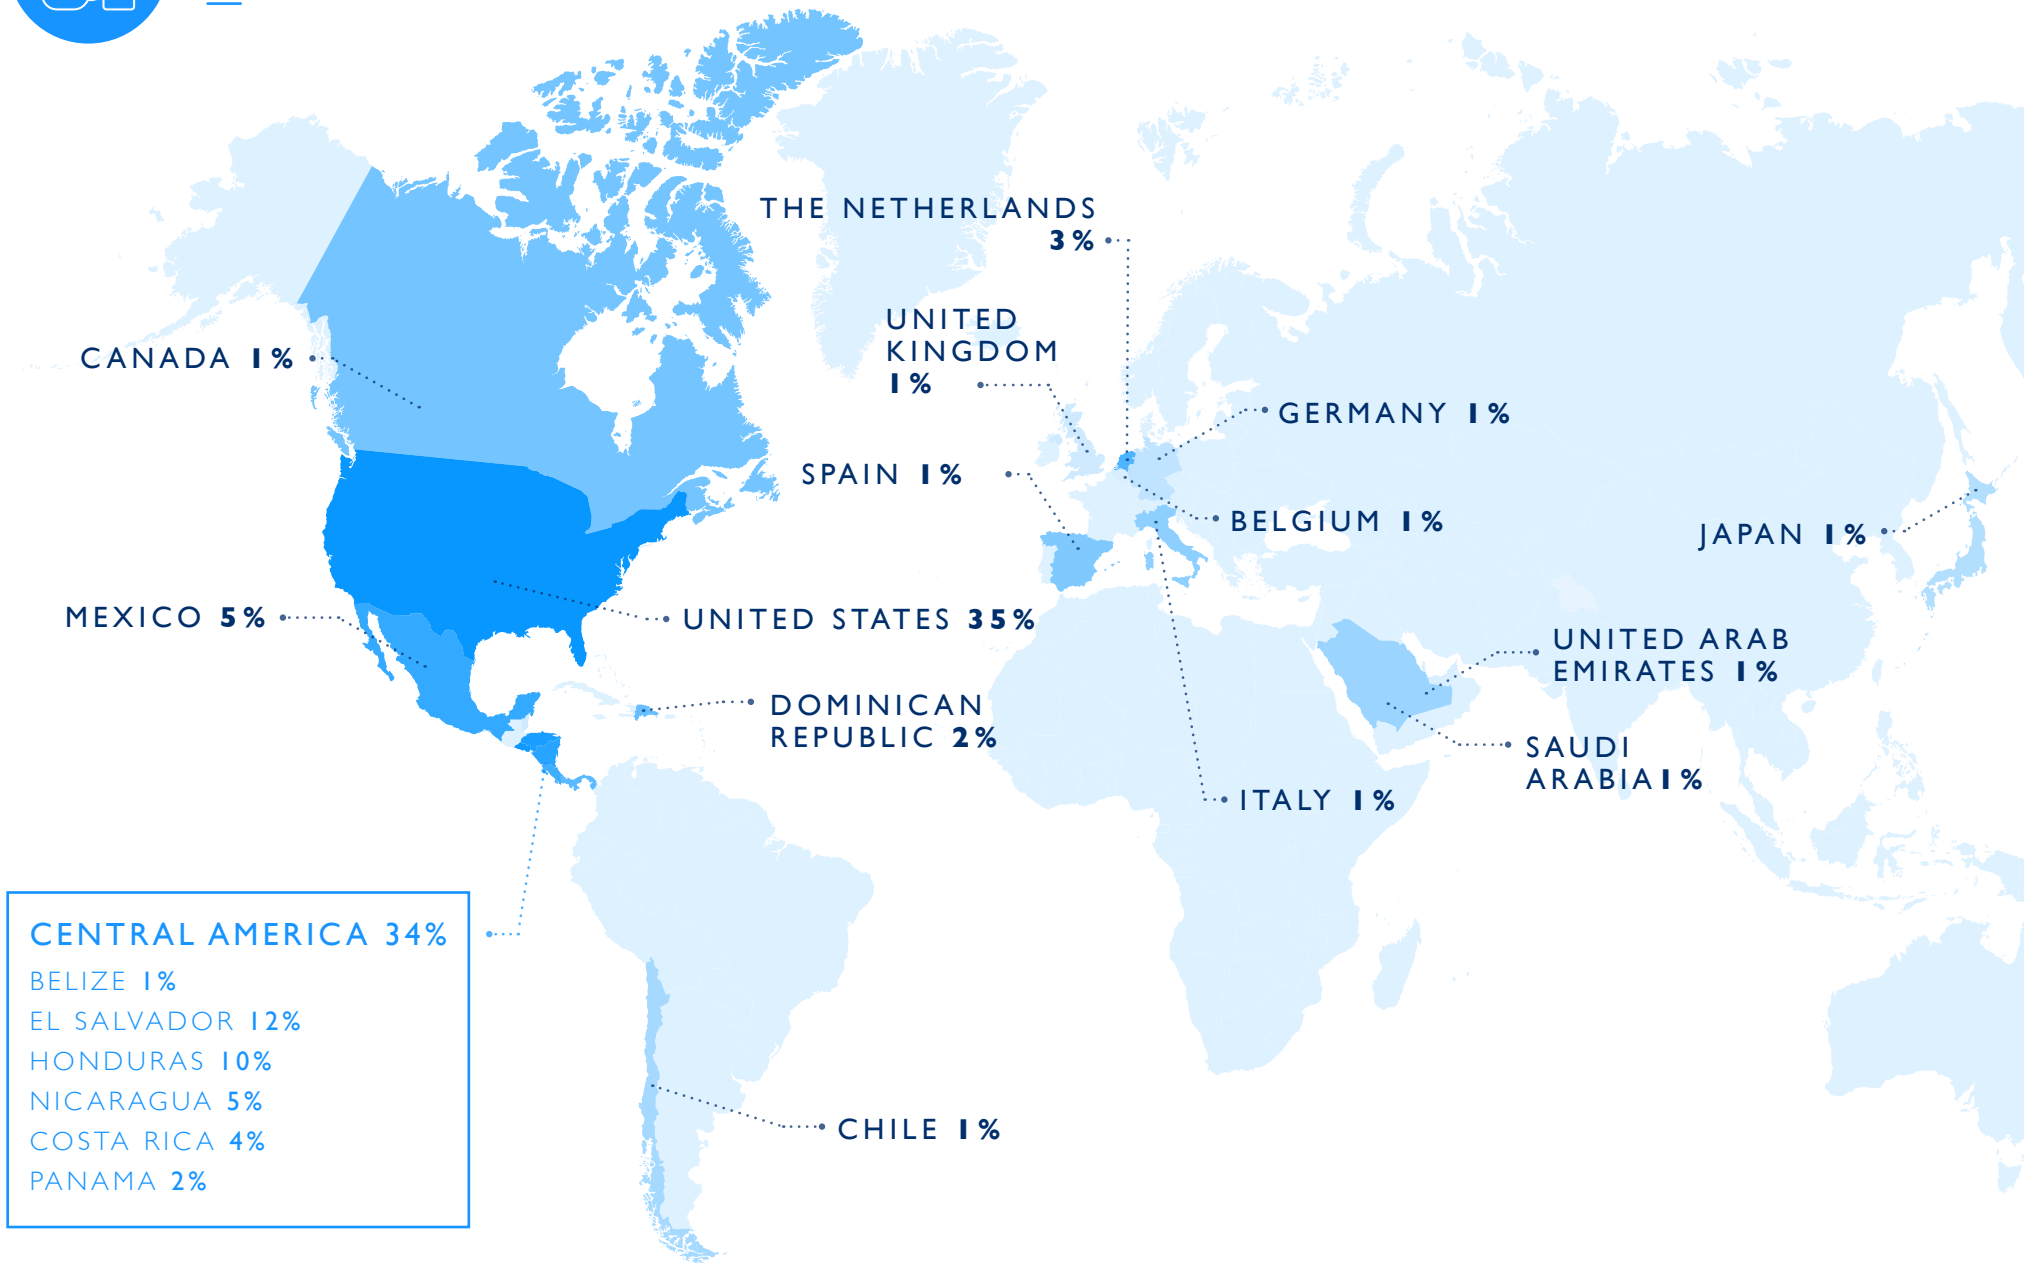 THE NETHERLANDS
3%
UNITED
KINGDOM
1%
CANADA 1%
GERMANY 1%
SPAIN 1%
BELGIUM 1%
JAPAN 1%
MEXICO 5%
UNITED STATES 35%
UNITED ARAB
EMIRATES 1%
DOMINICAN
REPUBLIC 2%
SAUDI
ARABIA 1%
ITALY 1%
CENTRAL AMERICA 34%
BELIZE 1%
EL SALVADOR 12%
HONDURAS 10%
NICARAGUA 5%
COSTA RICA 4%
PANAMA 2%
CHILE 1%